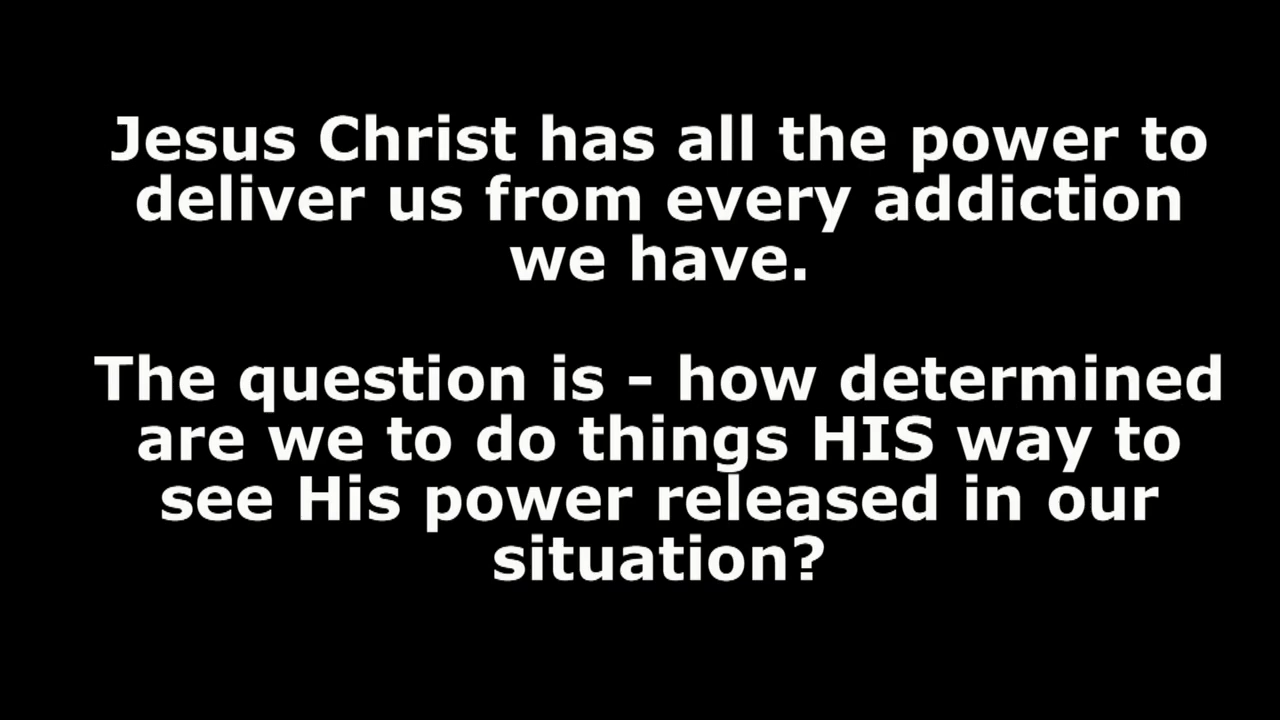 Jesus Christ has all the power to
deliver us from every addiction
we have.
The question is - how determined
are we to do things HIS way to
see His power released in our
situation?